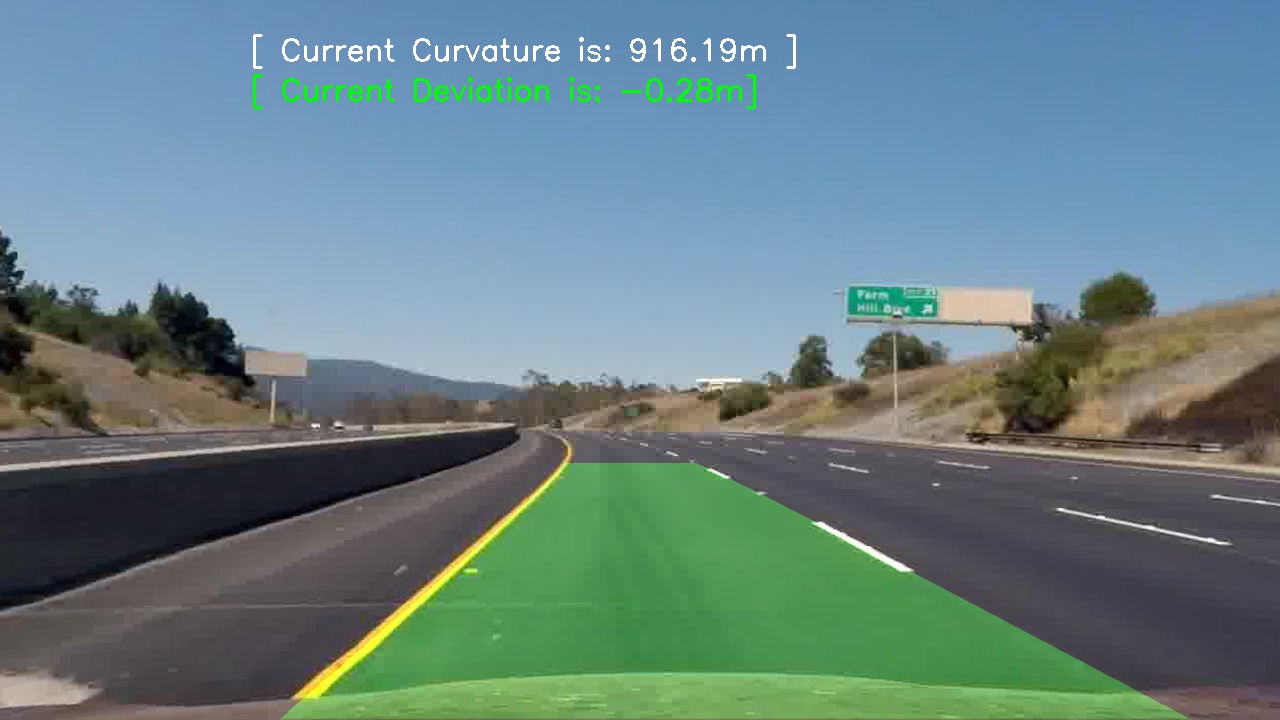 [ Current Curvature is: 916.19m ]
[ Current Deviation is: -0.28m]
Farm
Hill Blvd